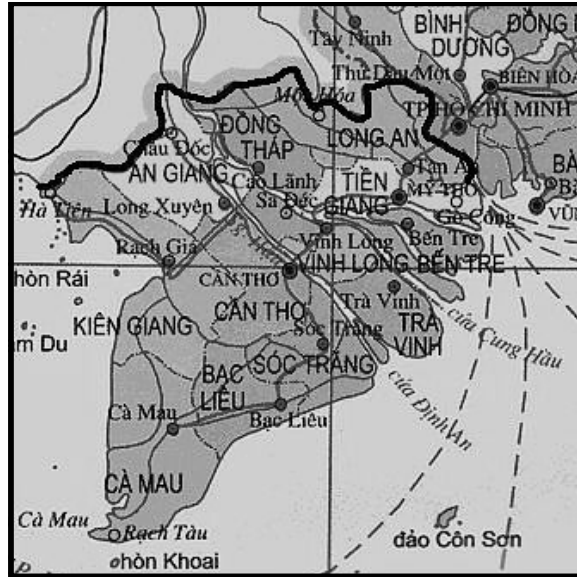 BÌNH
DƯƠNG
ĐỒNG
Tây Ninh
Thủ Dầu Một
BIÊN HÒA
Mộc Hóa
TP HỒ CHÍ MINH
ĐỒNG
THÁP
LONG AN
Châu Đốc
Tân A
BÀ
AN GIANG
Cao Lãnh
TIỀN
GIANG
MỸ THO
Hà Tiên
Long Xuyên
Sa Đéc
Gò Công
VŨN
Rạch Giá
Vĩnh Long
Bến Tre
hòn Rái
CẦN THƠ
VĨNH LONG
BẾN TRE
KIÊN GIANG
CẦN THƠ
Trà Vinh
TRÀ
VINH
Sóc Trăng
cửa Cung Hầu
SÓC TRĂNG
BẠC
LIÊU
cửa Định An
Cà Mau
Bạc Liêu
CÀ MAU
Cà Mau
Rạch Tàu
hòn Khoai
đảo Côn Sơn